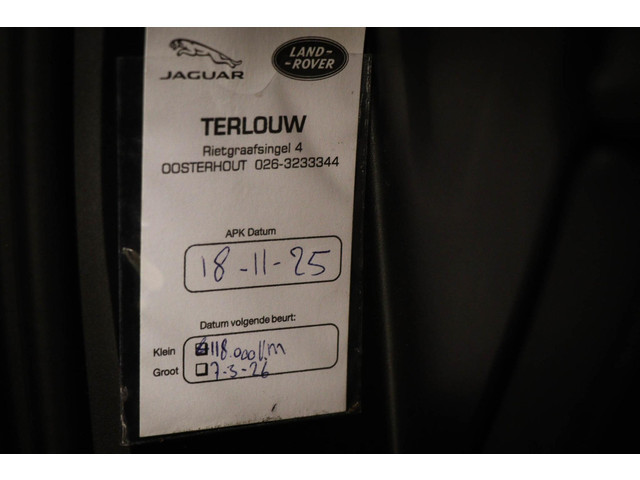 JAGUAR
LAND-
-ROVER
TERLOUW
Rietgraafsingel 4
OOSTERHOUT 026-3233344
APK Datum
18-11-25
Datum volgende beurt:
Klein 118.000km
Groot 7-3-26